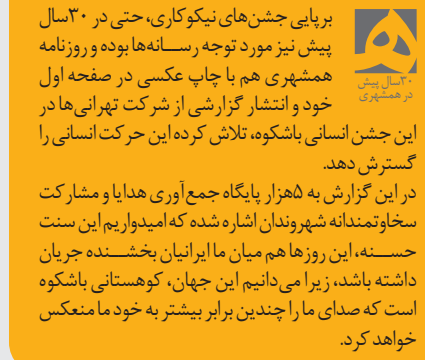 برپایی جشن‌های نیکوکاری، حتی در ۳۰سال
پیش نیز مورد توجه رسانه‌ها بوده و روزنامه
همشهری هم با چاپ عکسی در صفحه اول
خود و انتشار گزارشی از شرکت تهرانی‌ها در
۳۰سال پیش
در همشهری
این جشن انسانی باشکوه، تلاش کرده این حرکت انسانی را
گسترش دهد.
در این گزارش به ۵هزار پایگاه جمع‌آوری هدایا و مشارکت
سخاوتمندانه شهروندان اشاره شده که امیدواریم این سنت
حسنه، این روزها هم میان ما ایرانیان بخشنده جریان
داشته باشد، زیرا می‌دانیم این جهان، کوهستانی باشکوه
است که صدای ما را چندین برابر بیشتر به خود ما منعکس
خواهد کرد.